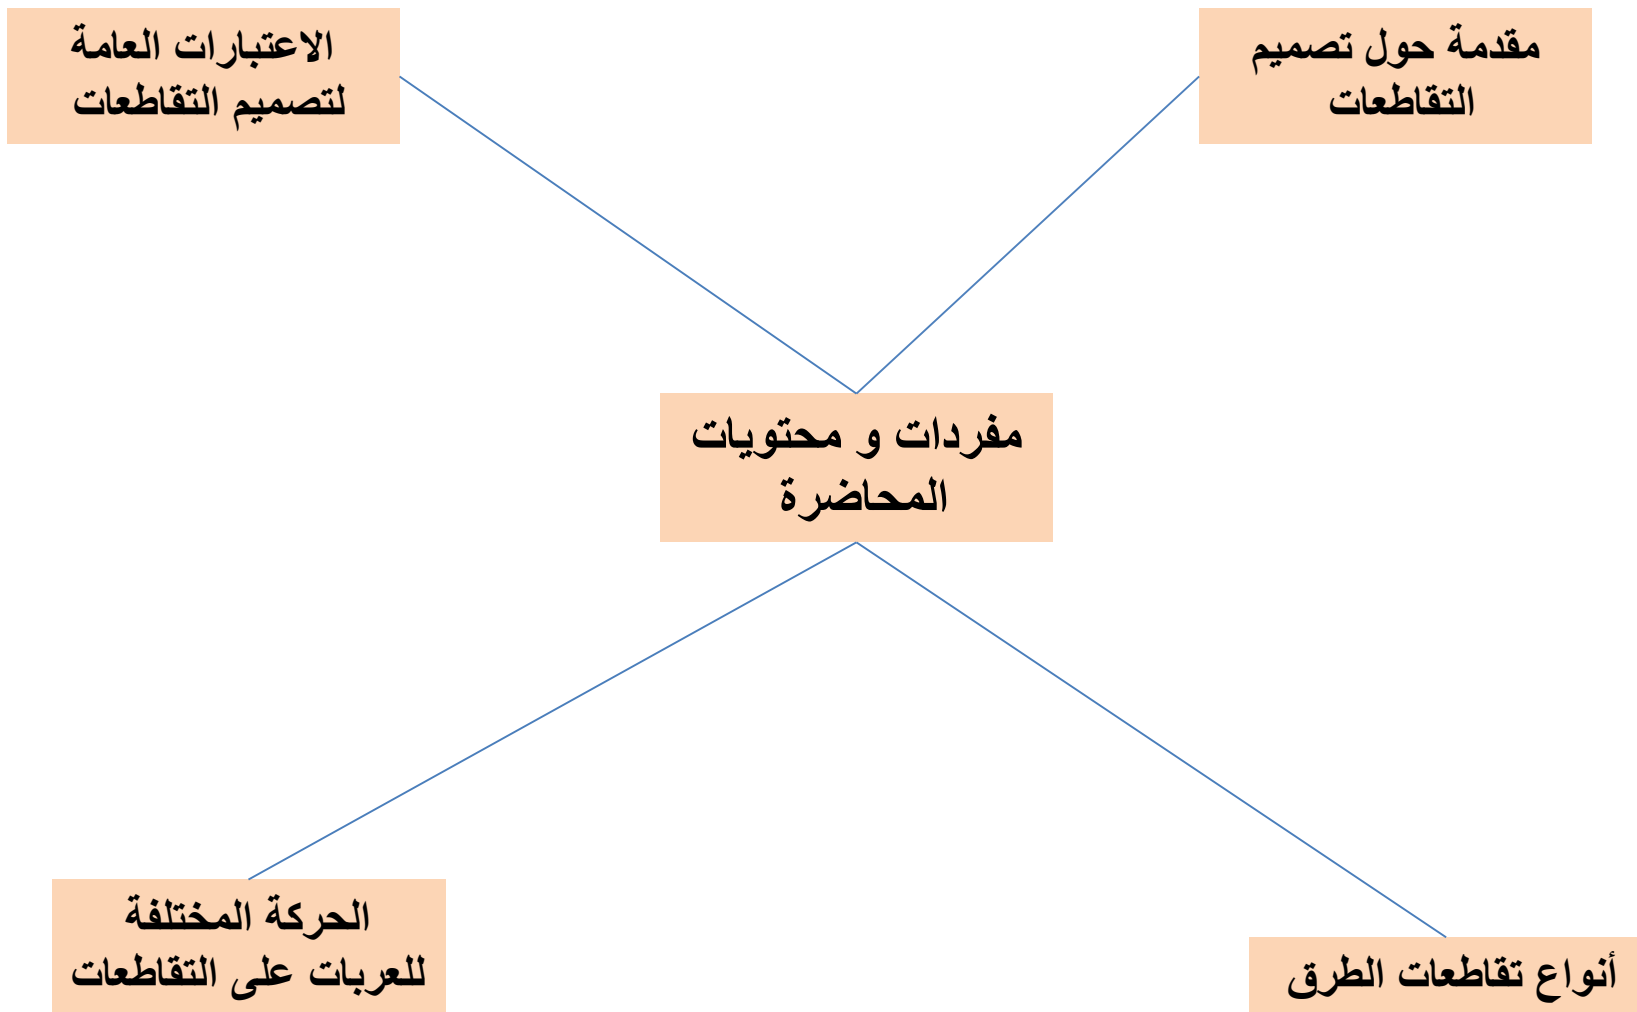 مقدمة حول تصميم
التقاطعات
الاعتبارات العامة
لتصميم التقاطعات
مفردات و محتويات
المحاضرة
أنواع تقاطعات الطرق
الحركة المختلفة
للعربات على التقاطعات